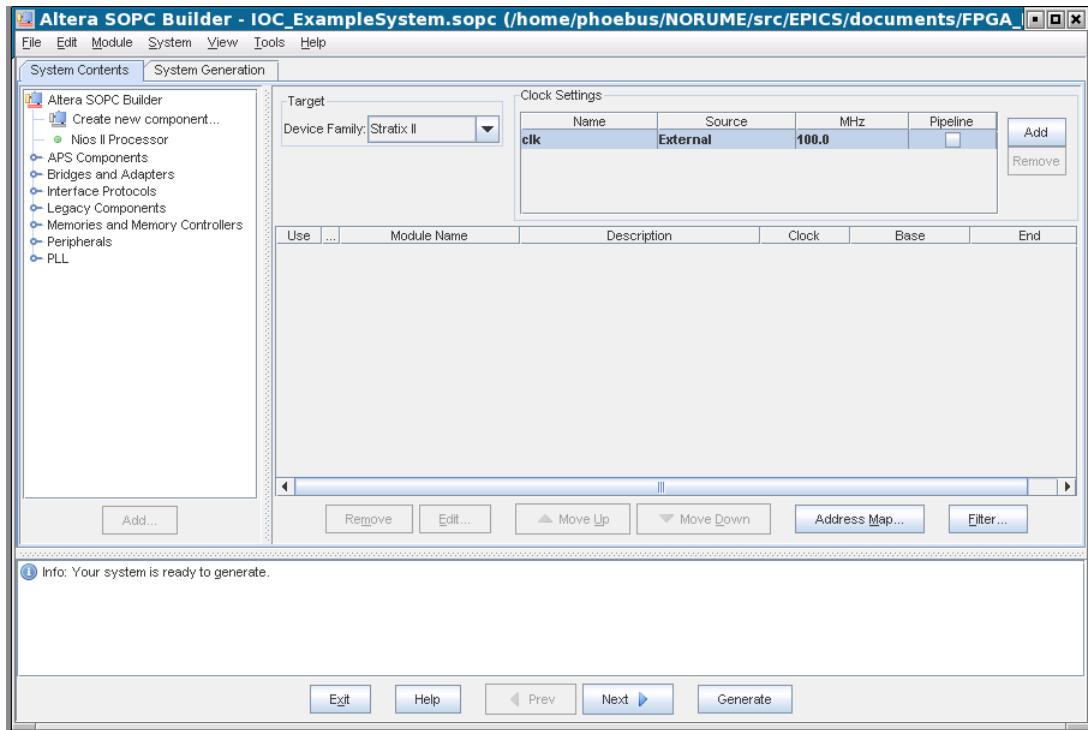 Altera SOPC Builder - IOC_ExampleSystem.sopc (/home/phoebus/NORUME/src/EPICS/documents/FPGA_
File Edit Module System View Tools Help
System Contents System Generation
Altera SOPC Builder
Create new component...
Nios II Processor
APS Components
Bridges and Adapters
Interface Protocols
Legacy Components
Memories and Memory Controllers
Peripherals
PLL
Add...
Target
Device Family: Stratix II
Clock Settings
Name Source MHz Pipeline
clk External 100.0
Add
Remove
Use ... Module Name Description Clock Base End
Remove Edit... Move Up Move Down Address Map... Filter...
Info: Your system is ready to generate.
Exit Help Prev Next Generate